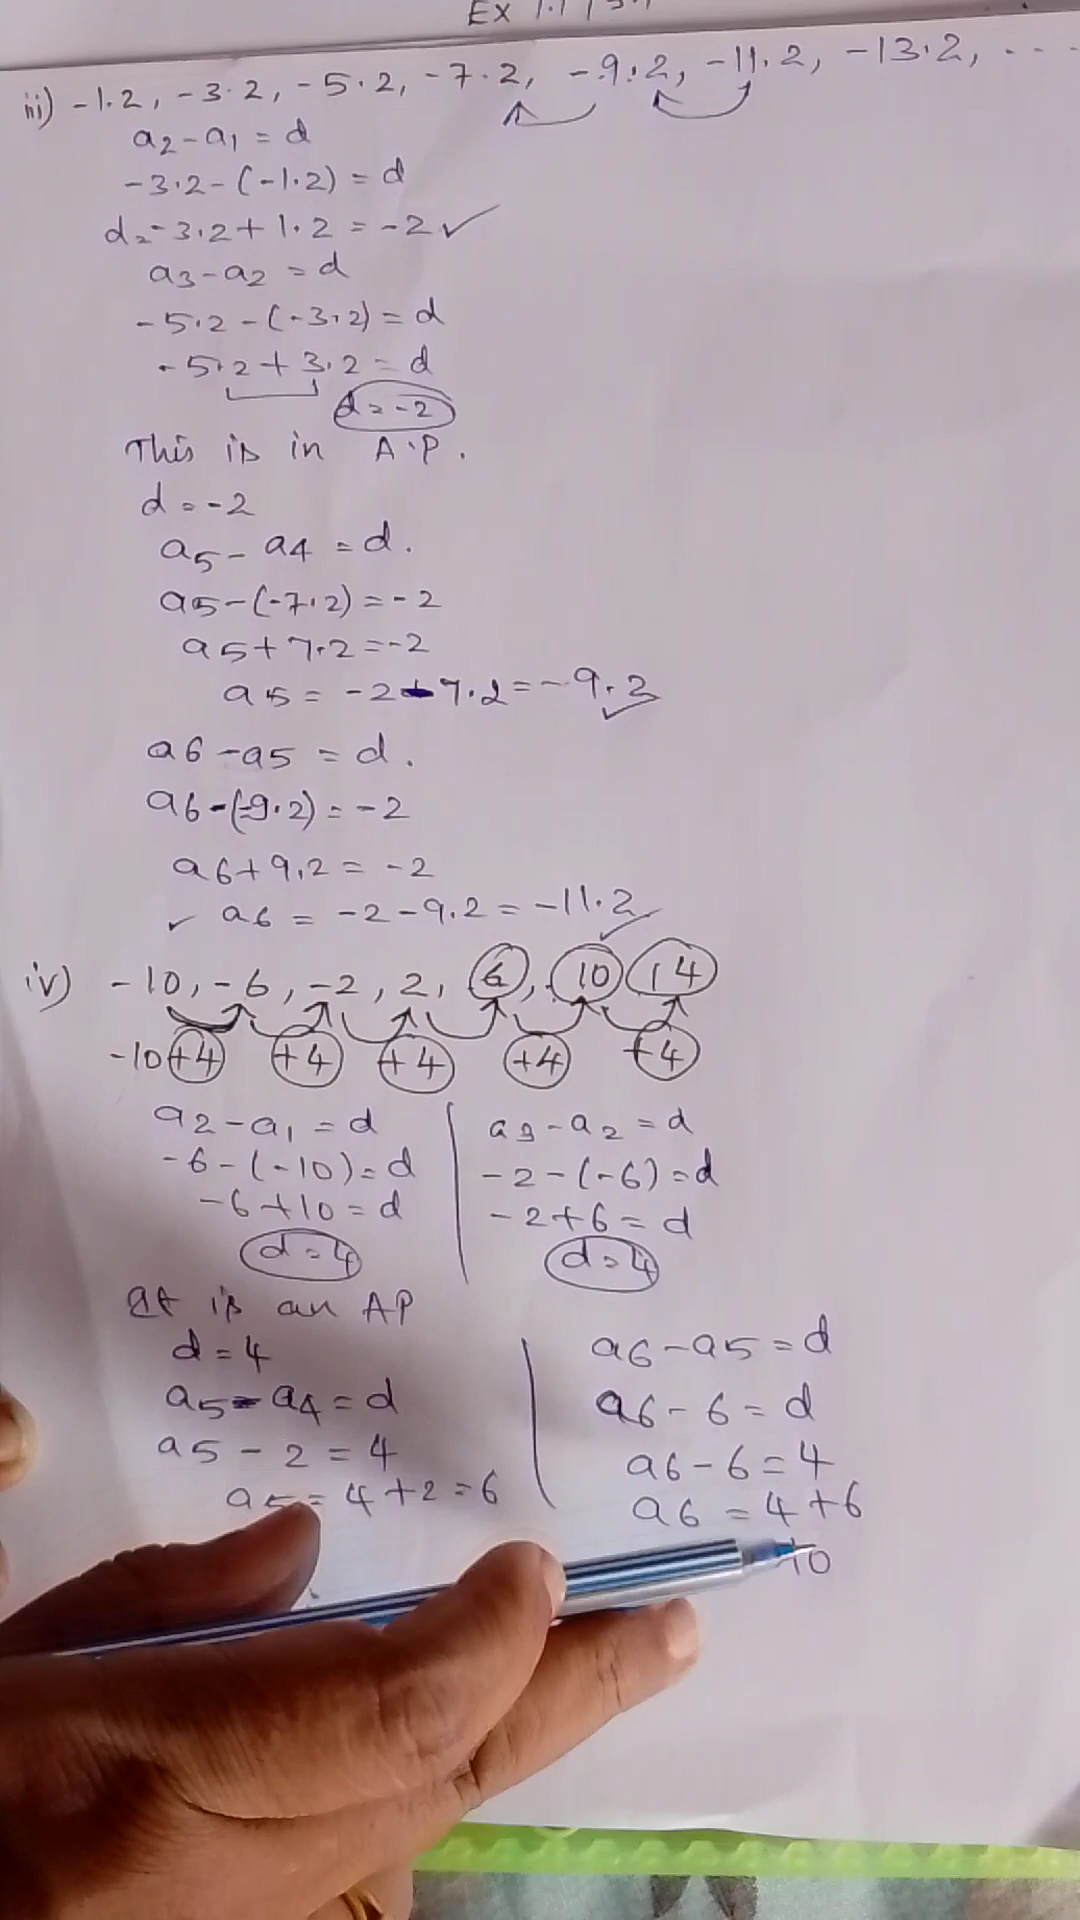 Ex 1.1
iii) -1.2, -3.2, -5.2, -7.2, -9.2, -11.2, -13.2, ....
a2 - a1 = d
-3.2 - (-1.2) = d
d = -3.2 + 1.2 = -2 ✓
a3 - a2 = d
-5.2 - (-3.2) = d
-5.2 + 3.2 = d
d = -2
This is in A.P.
d = -2
a5 - a4 = d.
a5 - (-7.2) = -2
a5 + 7.2 = -2
a5 = -2 - 7.2 = -9.2 ✓
a6 - a5 = d.
a6 - (-9.2) = -2
a6 + 9.2 = -2
✓ a6 = -2 - 9.2 = -11.2 ✓
iv) -10, -6, -2, 2, 6, 10 14
-10 +4 +4 +4 +4 +4
a2 - a1 = d
-6 - (-10) = d
-6 + 10 = d
d = 4
a3 - a2 = d
-2 - (-6) = d
-2 + 6 = d
d = 4
It is an AP
d = 4
a5 - a4 = d
a5 - 2 = 4
a5 = 4 + 2 = 6
a6 - a5 = d
a6 - 6 = d
a6 - 6 = 4
a6 = 4 + 6
10